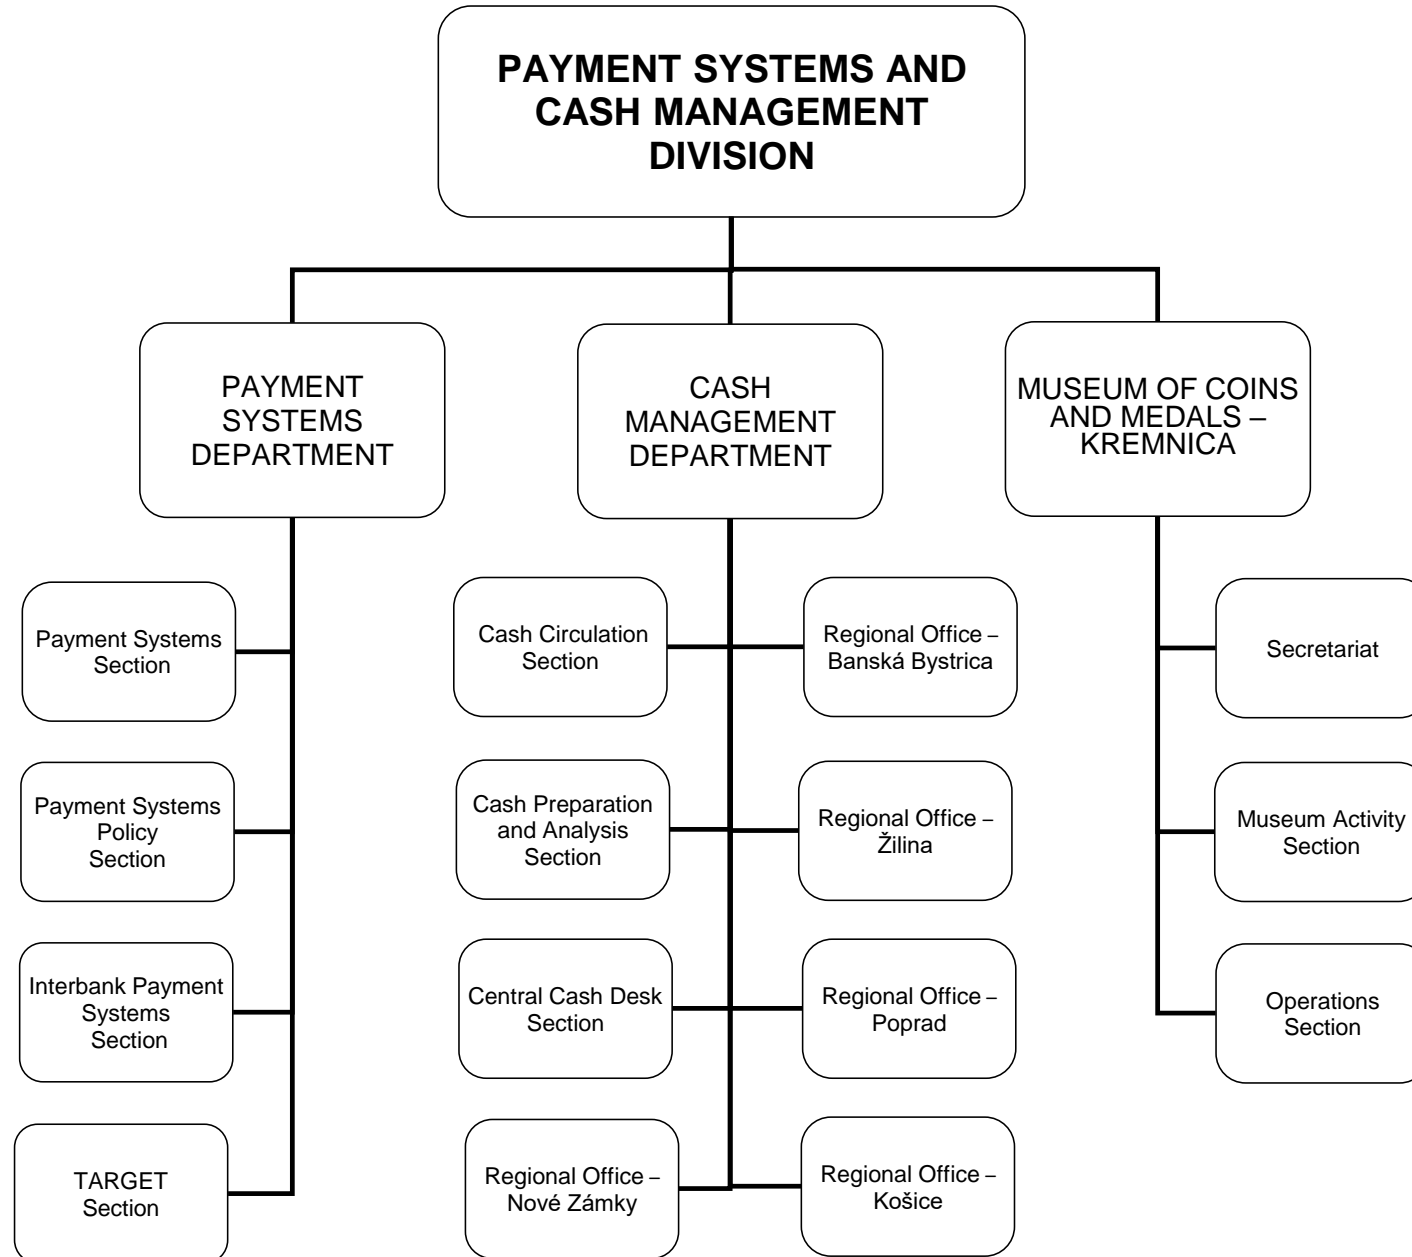 PAYMENT SYSTEMS AND
CASH MANAGEMENT
DIVISION
PAYMENT
SYSTEMS
DEPARTMENT
CASH
MANAGEMENT
DEPARTMENT
MUSEUM OF COINS
AND MEDALS –
KREMNICA
Payment Systems
Section
Cash Circulation
Section
Regional Office –
Banská Bystrica
Secretariat
Payment Systems
Policy
Section
Cash Preparation
and Analysis
Section
Regional Office –
Žilina
Museum Activity
Section
Interbank Payment
Systems
Section
Central Cash Desk
Section
Regional Office –
Poprad
Operations
Section
TARGET
Section
Regional Office –
Nové Zámky
Regional Office –
Košice